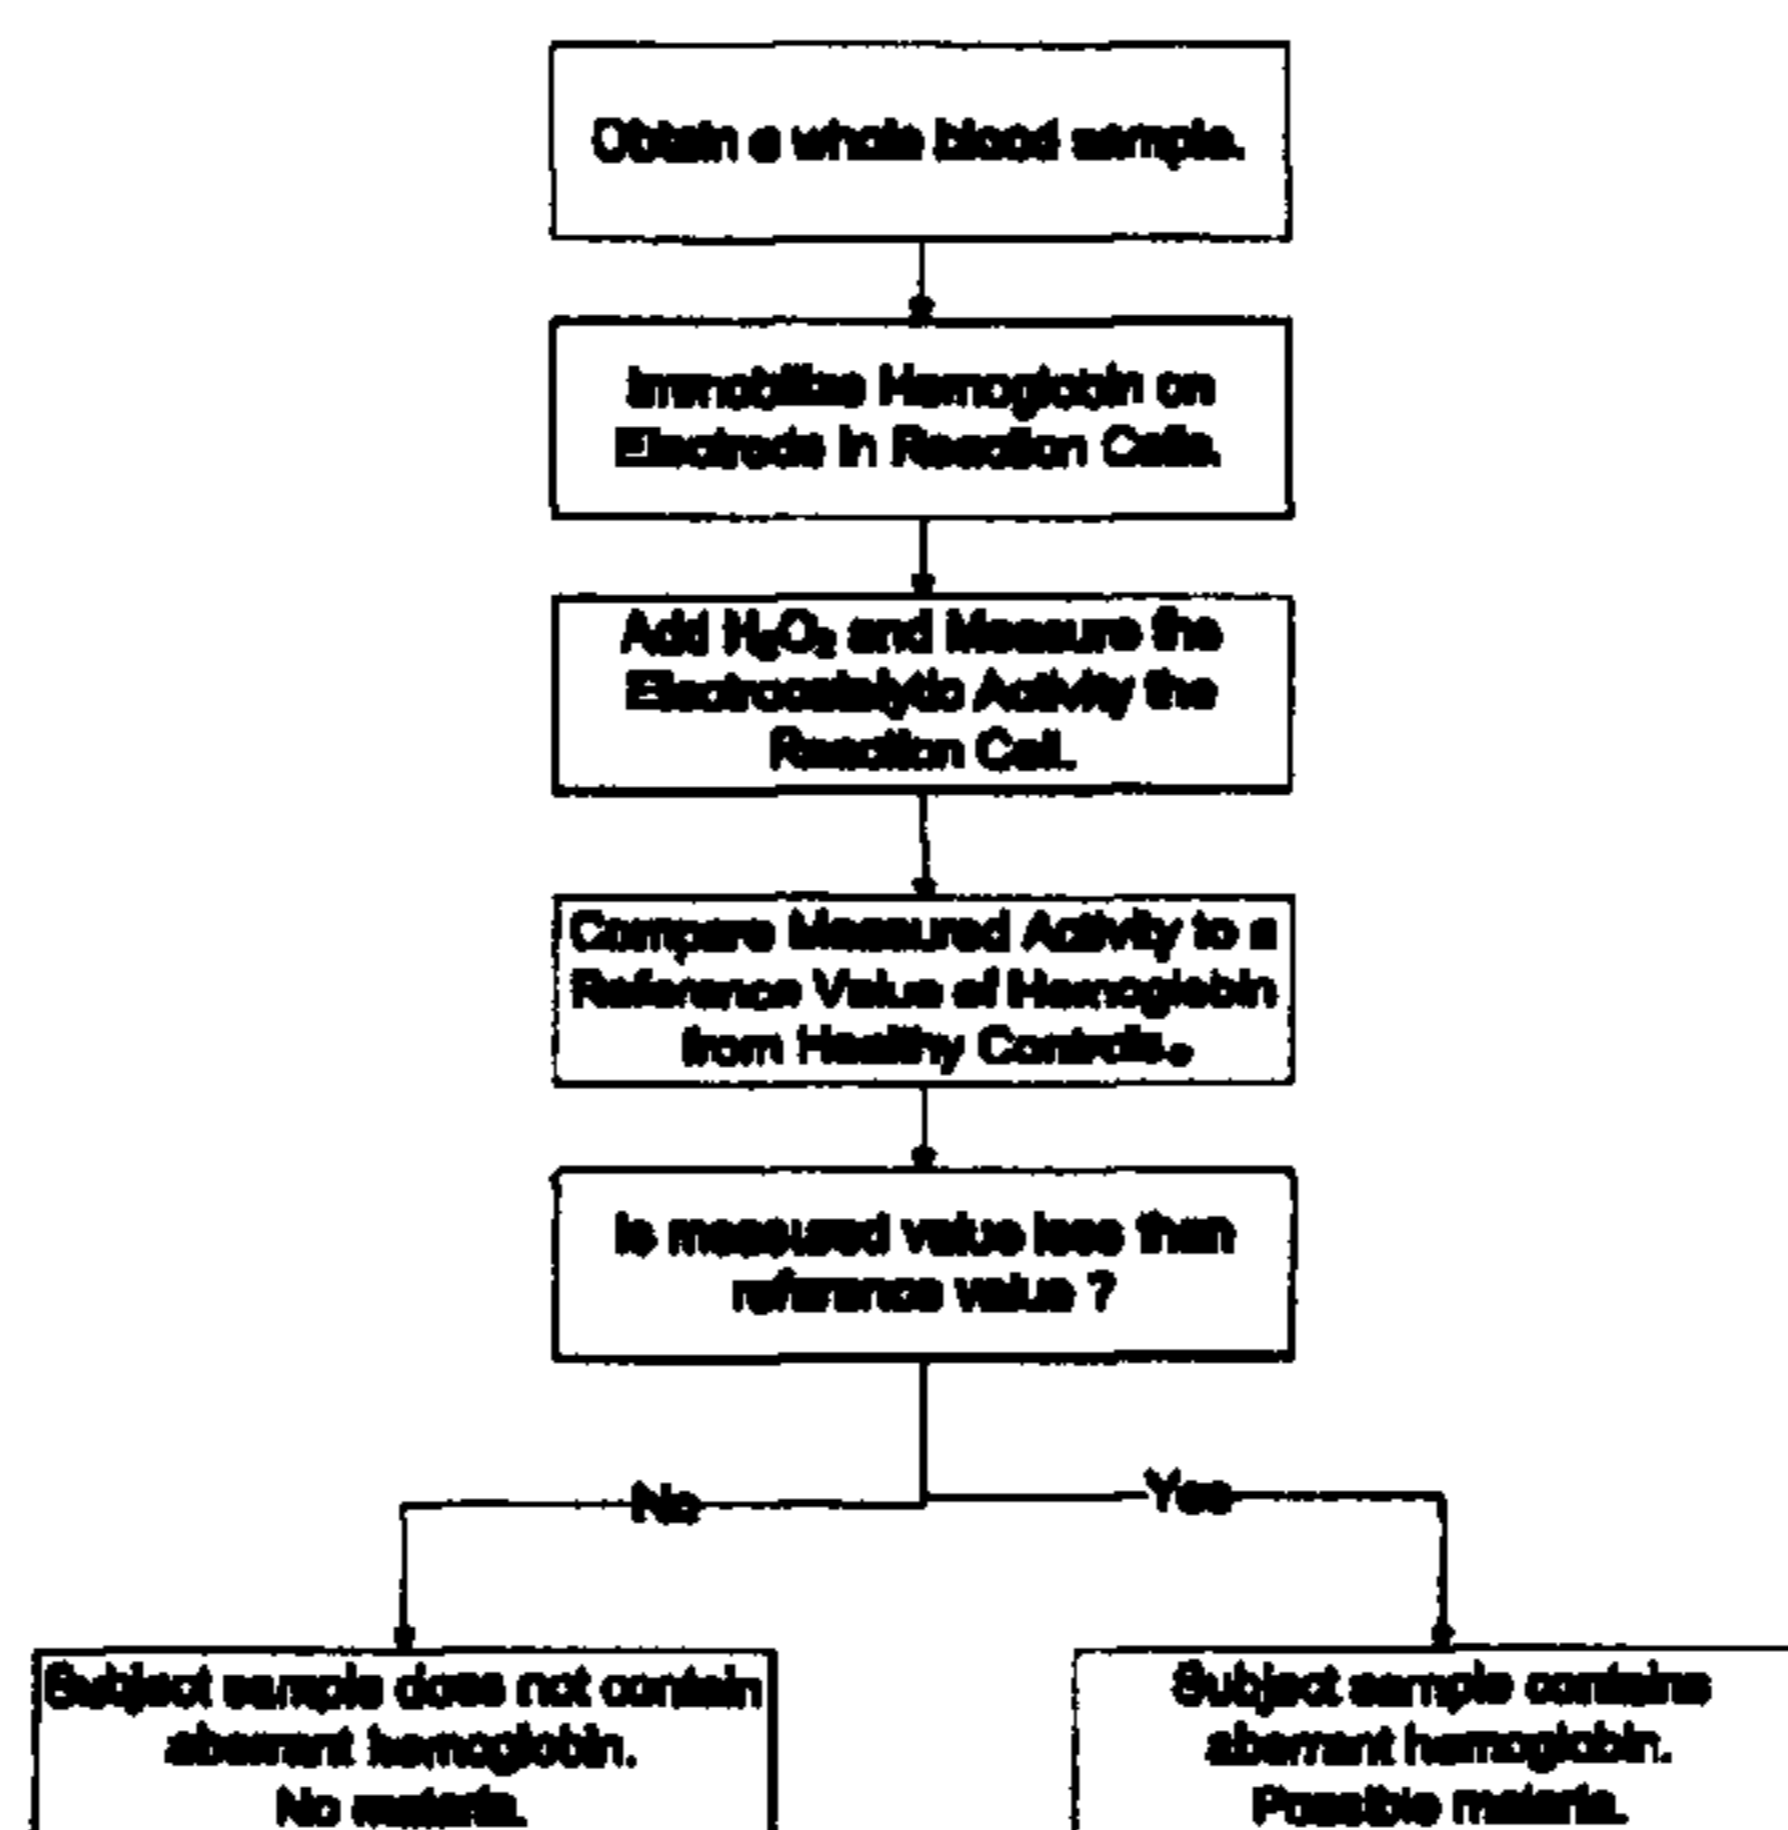 Obtain a whole blood sample.
Immobilize Hemoglobin on
Electrode in Reaction Cells.
Add H₂O₂ and Measure the
Electrocatalytic Activity the
Reaction Cell.
Compare Measured Activity to a
Reference Value of Hemoglobin
from Healthy Controls.
Is measured value less than
reference value ?
No
Yes
Subject sample does not contain
aberrant hemoglobin.
No malaria.
Subject sample contains
aberrant hemoglobin.
Possible malaria.